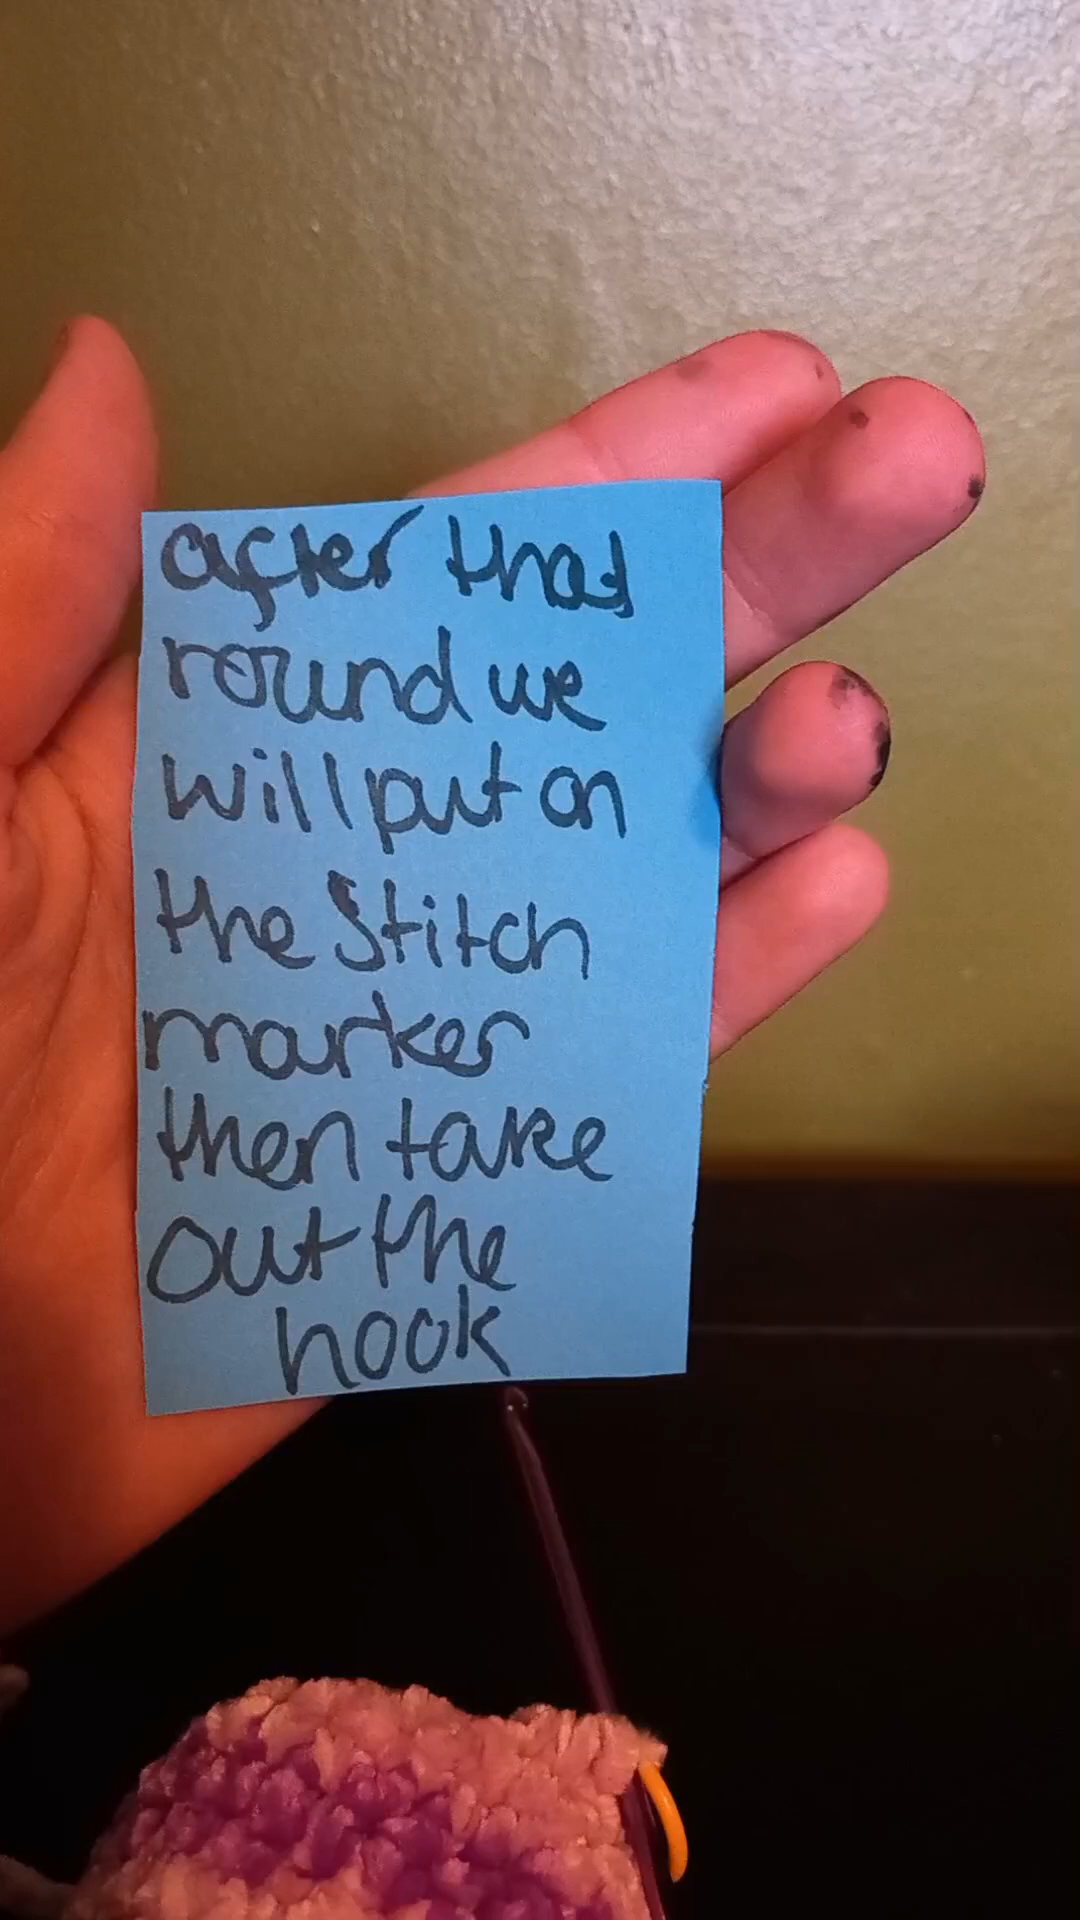 after that
round we
will put on
the Stitch
marker
then take
out the
hook